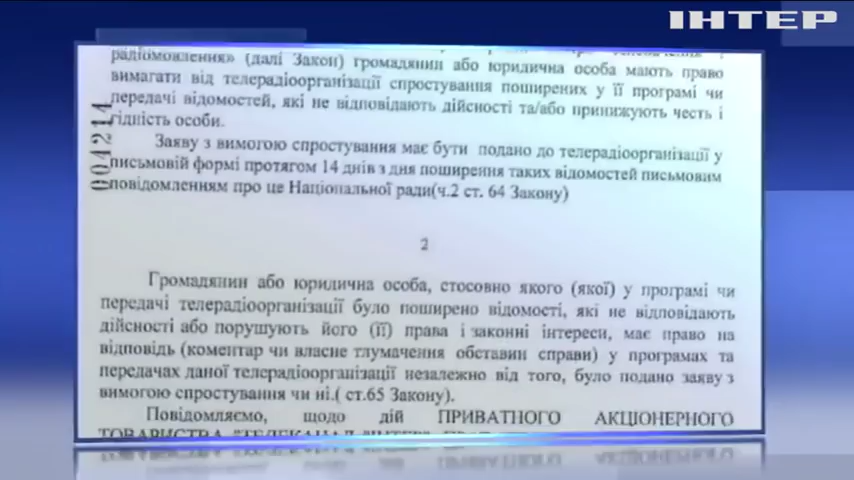 ІНТЕР
радіомовлення» (далі Закон) громадянин або юридична особа мають право
вимагати від телерадіоорганізації спростування поширених у її програмі чи
передачі відомостей, які не відповідають дійсності та/або принижують честь і
гідність особи.
004214
Заяву з вимогою спростування має бути подано до телерадіоорганізації у
письмовій формі протягом 14 днів з дня поширення таких відомостей письмовим
повідомленням про це Національної ради(ч.2 ст. 64 Закону)
2
Громадянин або юридична особа, стосовно якого (якої) у програмі чи
передачі телерадіоорганізації було поширено відомості, які не відповідають
дійсності або порушують його (її) права і законні інтереси, має право на
відповідь (коментар чи власне тлумачення обставин справи) у програмах та
передачах даної телерадіоорганізації незалежно від того, було подано заяву з
вимогою спростування чи ні.( ст.65 Закону).
Повідомляємо, щодо дій ПРИВАТНОГО АКЦІОНЕРНОГО
ТОВАРИСТВА "ТЕЛЕКАНАЛ "ІНТЕР"